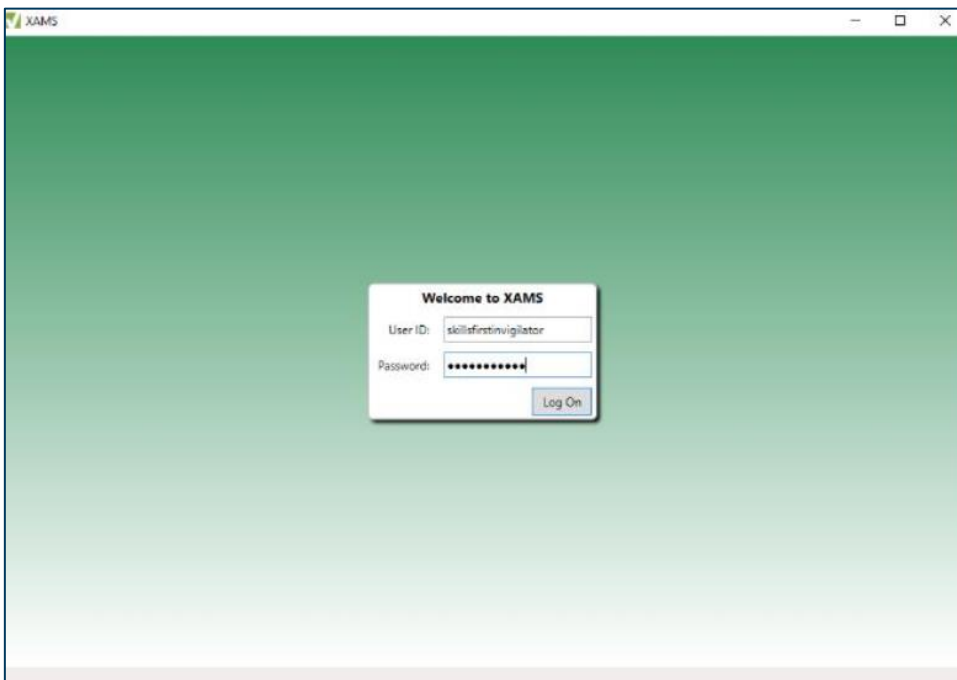 XAMS
Welcome to XAMS
User ID: skillsfirstinvigilator
Password: •••••••••••
Log On